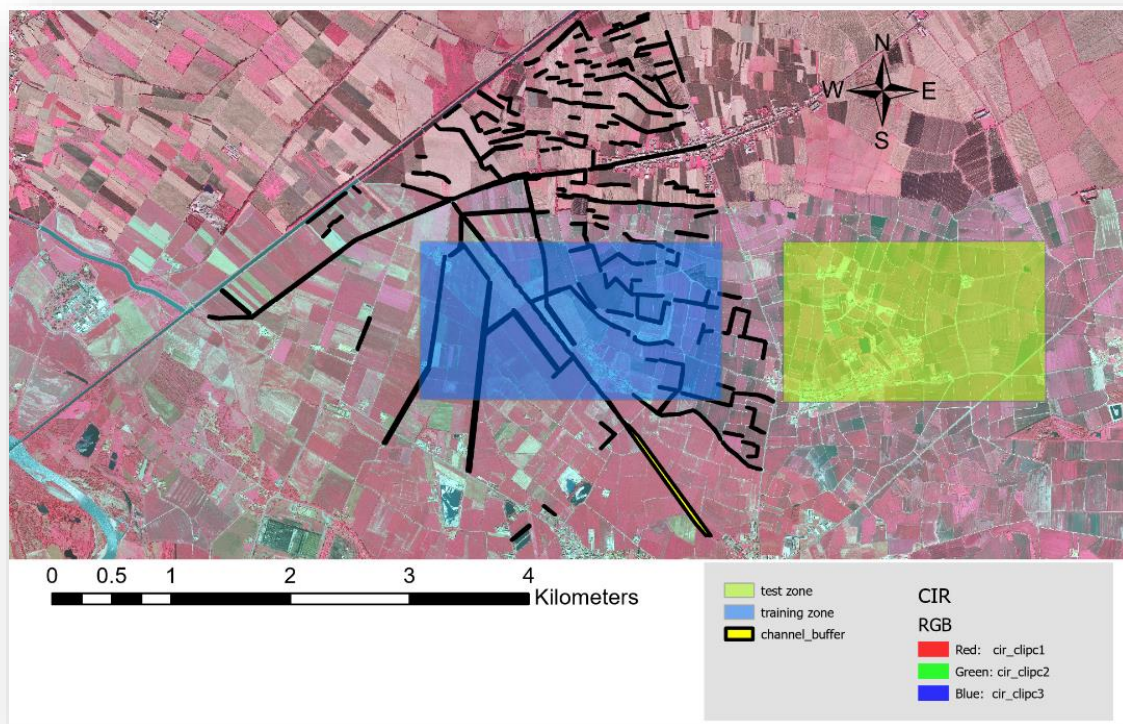 N
W E
S
0 0.5 1 2 3 4
Kilometers
test zone
training zone
channel_buffer
CIR
RGB
Red: cir_clipc1
Green: cir_clipc2
Blue: cir_clipc3